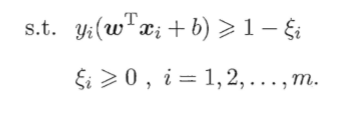 s.t. yᵢ(wᵀxᵢ + b) ⩾ 1 − ξᵢ
ξᵢ ⩾ 0 , i = 1, 2, . . . , m.